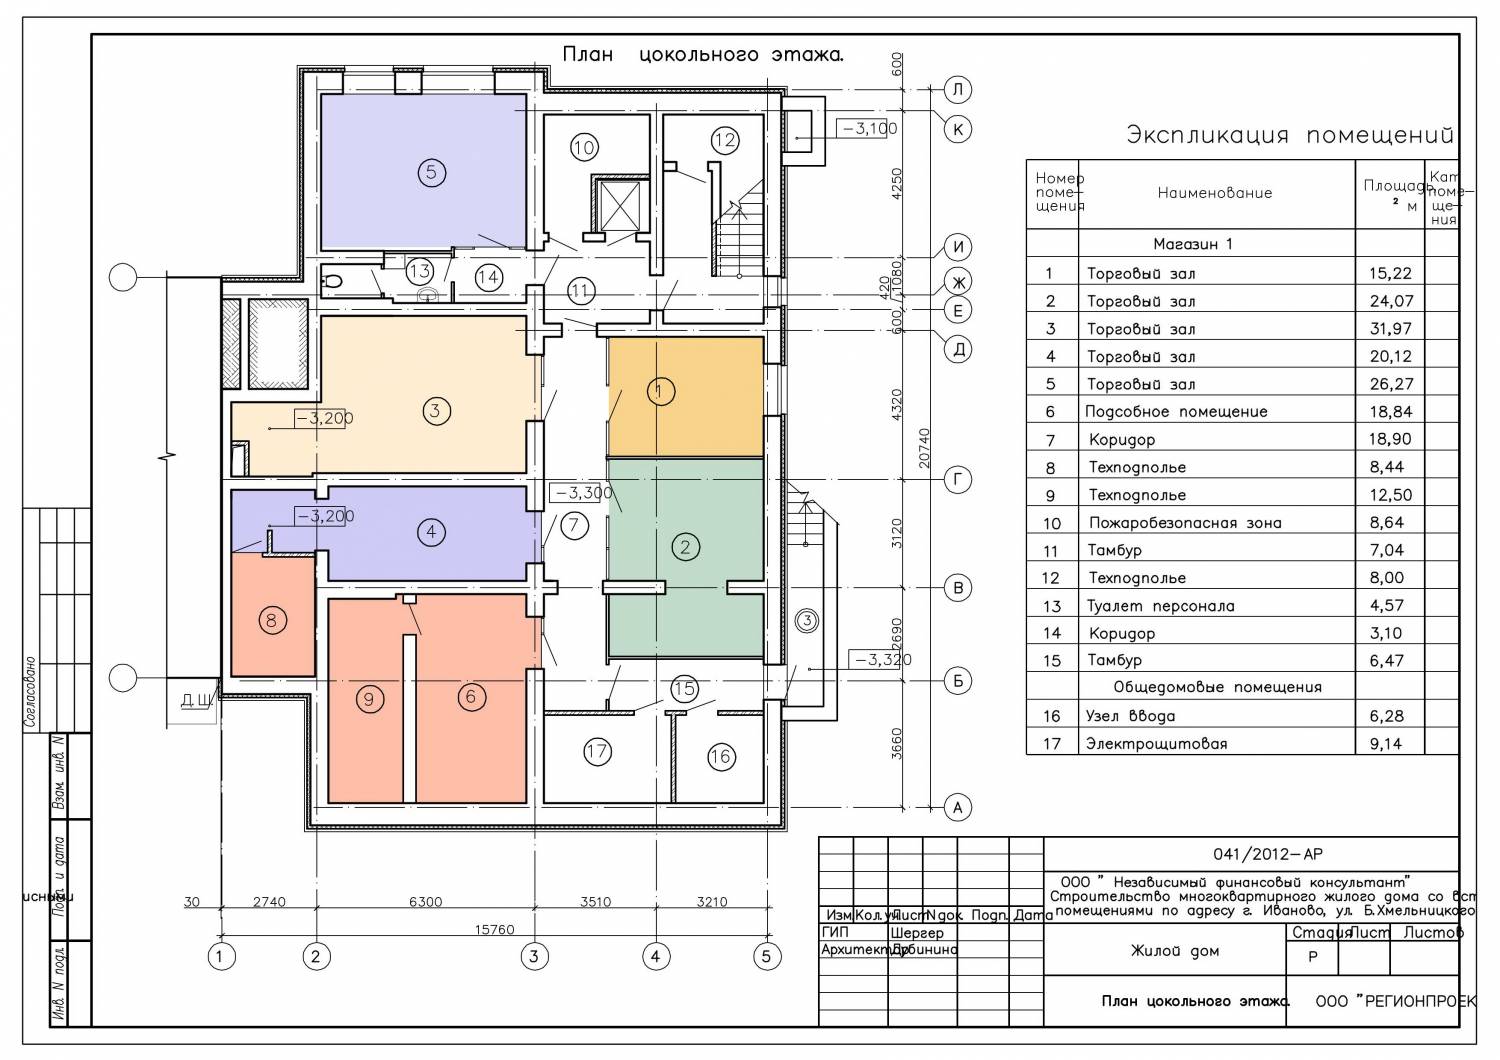 План цокольного этажа.
Экспликация помещений
Номер поме-щения Наименование Площадь ² м Кат поме-ще-ния
Магазин 1
1 Торговый зал 15,22
2 Торговый зал 24,07
3 Торговый зал 31,97
4 Торговый зал 20,12
5 Торговый зал 26,27
6 Подсобное помещение 18,84
7 Коридор 18,90
8 Техподполье 8,44
9 Техподполье 12,50
10 Пожаробезопасная зона 8,64
11 Тамбур 7,04
12 Техподполье 8,00
13 Туалет персонала 4,57
14 Коридор 3,10
15 Тамбур 6,47
Общедомовые помещения
16 Узел ввода 6,28
17 Электрощитовая 9,14
5
10
12
-3,100
13
14
11
3
-3,200
1
-3,300
-3,200
4
7
2
8
3
-3,320
9
6
15
17
16
Д.Ш.
Л
К
И
Ж
Е
Д
Г
В
Б
А
600
4250
1080
420
600
4320
3120
2690
3660
20740
30 2740 6300 3510 3210
15760
1 2 3 4 5
Согласовано
Взам. инв. N
Подп. и дата
Инв. N подл.
исными
041/2012-АР
ООО " Независимый финансовый консультант"
Строительство многоквартирного жилого дома со вст
помещениями по адресу г. Иваново, ул. Б.Хмельницкого
Изм. Кол.уч Лист N док. Подп. Дата
ГИП Шергер
Архитектор Дубинина
Жилой дом
Стадия Лист Листов
Р
План цокольного этажа.
ООО "РЕГИОНПРОЕК